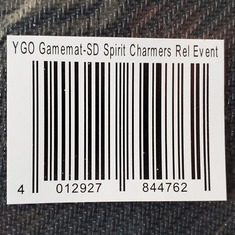 YGO Gamemat-SD Spirit Charmers Rel Event
4 012927 844762